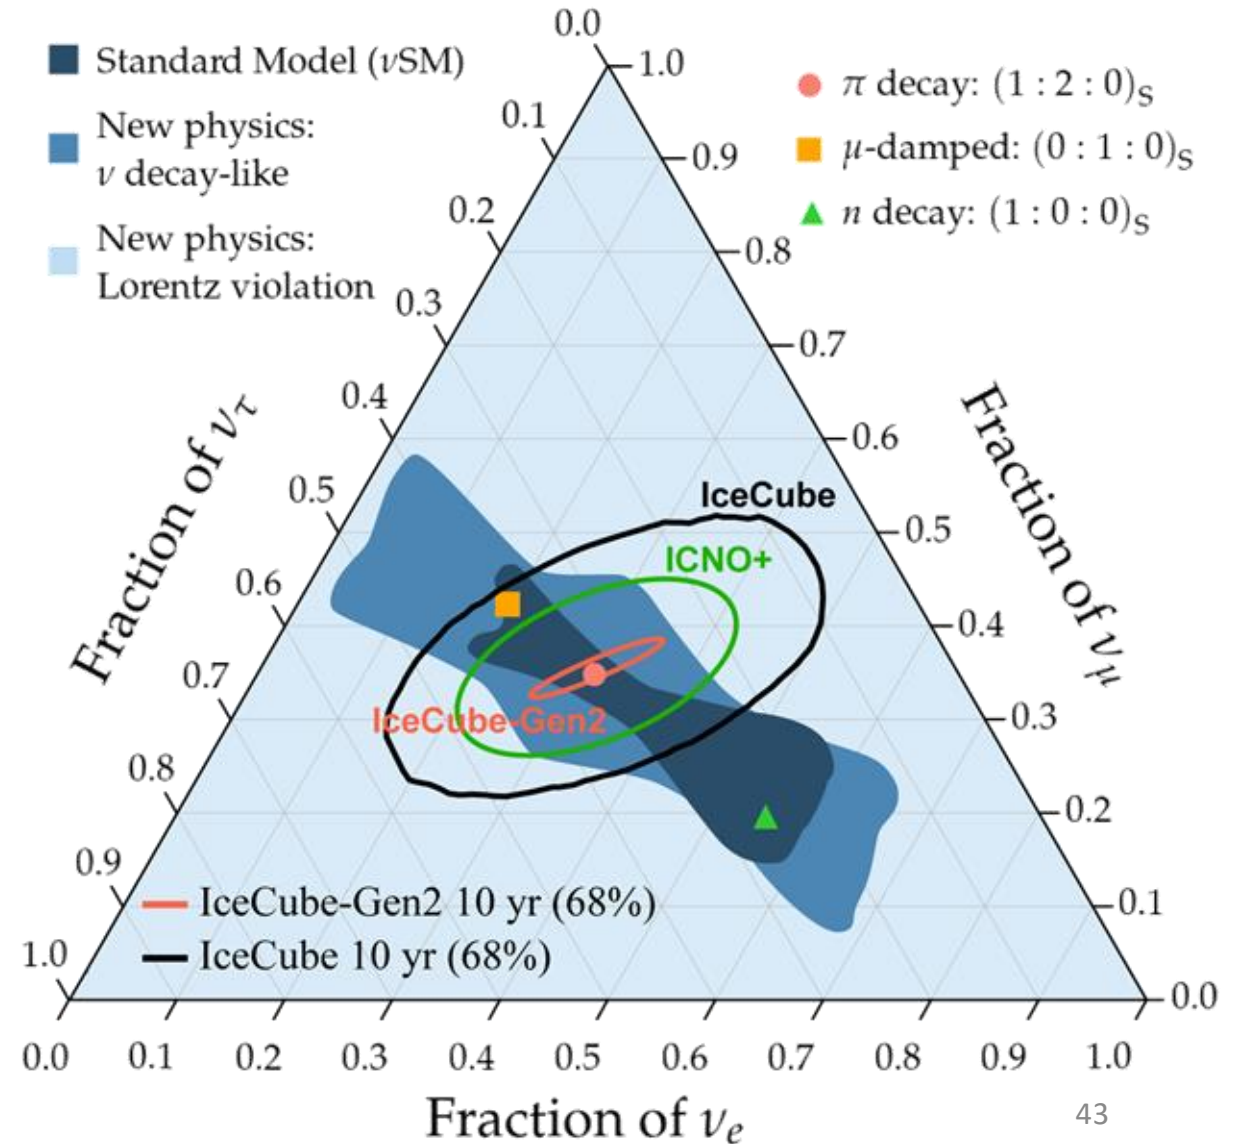 Standard Model (νSM)
New physics:
ν decay-like
New physics:
Lorentz violation
π decay: (1 : 2 : 0)S
μ-damped: (0 : 1 : 0)S
n decay: (1 : 0 : 0)S
0.0
0.1
0.2
0.3
0.4
0.5
0.6
0.7
0.8
0.9
1.0
Fraction of ντ
1.0
0.9
0.8
0.7
0.6
0.5
0.4
0.3
0.2
0.1
0.0
Fraction of νμ
IceCube
ICNO+
IceCube-Gen2
IceCube-Gen2 10 yr (68%)
IceCube 10 yr (68%)
0.0 0.1 0.2 0.3 0.4 0.5 0.6 0.7 0.8 0.9 1.0
Fraction of νe
43